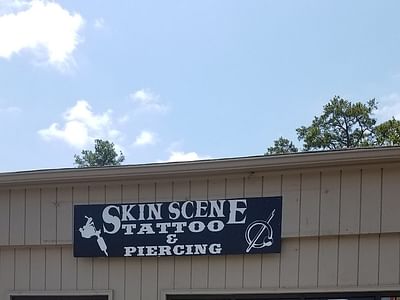 SKIN SCENE
TATTOO
&
PIERCING